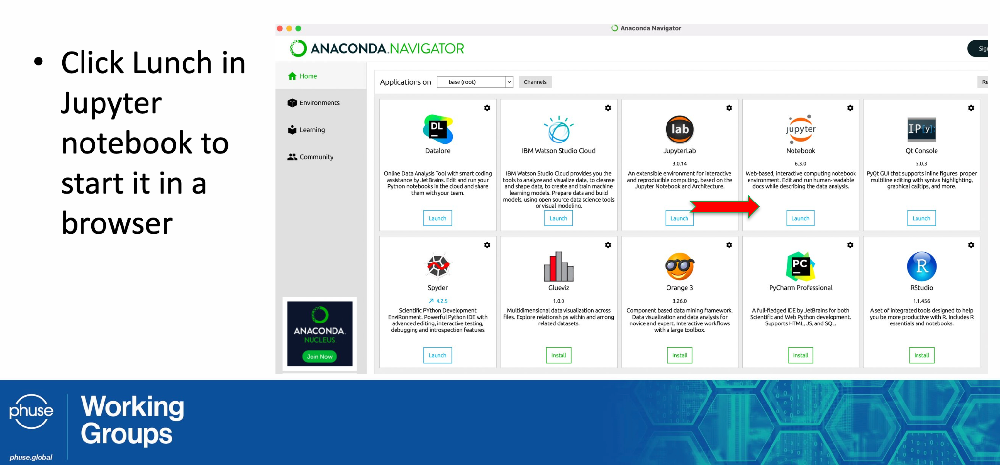 • Click Lunch in
Jupyter
notebook to
start it in a
browser
Anaconda Navigator
ANACONDA.NAVIGATOR
Home
Environments
Learning
Community
ANACONDA.
NUCLEUS
Join Now
Applications on
base (root)
Channels
DL
Datalore
Online Data Analysis Tool with smart coding
assistance by JetBrains. Edit and run your
Python notebooks in the cloud and share
them with your team.
Launch
IBM Watson Studio Cloud
IBM Watson Studio Cloud provides you the
tools to analyze and visualize data, to cleanse
and shape data, to create and train machine
learning models. Prepare data and build
models, using open source data science tools
or visual modeling.
Launch
lab
JupyterLab
3.0.14
An extensible environment for interactive
and reproducible computing, based on the
Jupyter Notebook and Architecture.
Launch
jupyter
Notebook
6.3.0
Web-based, interactive computing notebook
environment. Edit and run human-readable
docs while describing the data analysis.
Launch
IP[y]:
Qt Console
5.0.3
PyQt GUI that supports inline figures, proper
multiline editing with syntax highlighting,
graphical calltips, and more.
Launch
Spyder
4.2.5
Scientific PYthon Development
EnviRonment. Powerful Python IDE with
advanced editing, interactive testing,
debugging and introspection features
Launch
Glueviz
1.0.0
Multidimensional data visualization across
files. Explore relationships within and among
related datasets.
Install
Orange 3
3.26.0
Component based data mining framework.
Data visualization and data analysis for
novice and expert. Interactive workflows
with a large toolbox.
Install
PC
PyCharm Professional
A full-fledged IDE by JetBrains for both
Scientific and Web Python development.
Supports HTML, JS, and SQL.
Install
R
RStudio
1.1.456
A set of integrated tools designed to help
you be more productive with R. Includes R
essentials and notebooks.
Install
phuse
Working
Groups
phuse.global